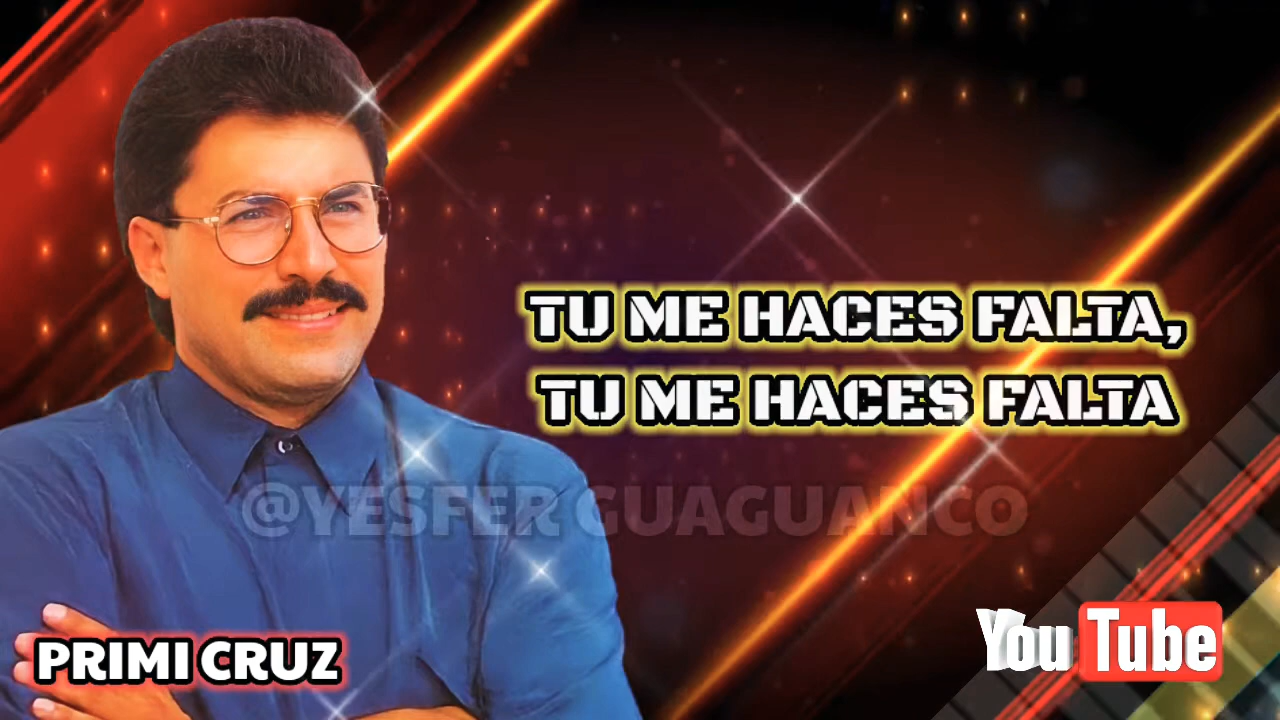 TU ME HACES FALTA,
TU ME HACES FALTA
@YESFER GUAGUANCO
PRIMI CRUZ
YouTube